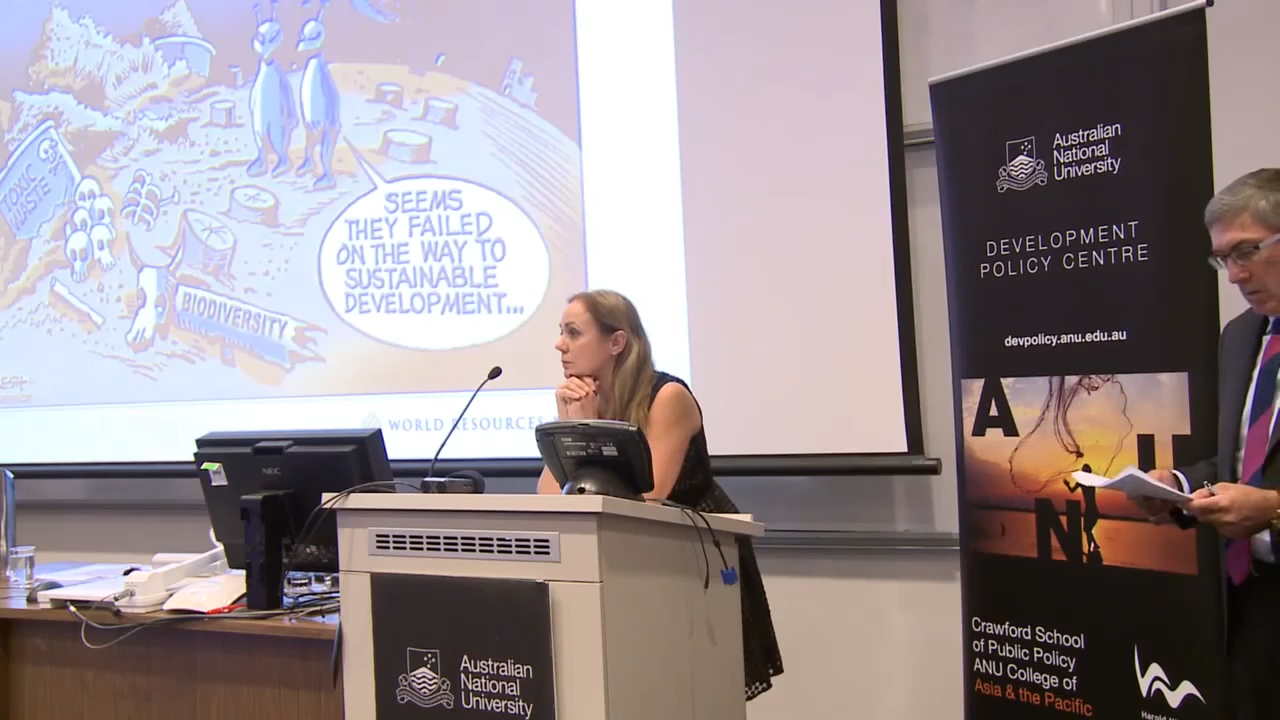 TOXIC
WASTE
SEEMS
THEY FAILED
ON THE WAY TO
SUSTAINABLE
DEVELOPMENT...
BIODIVERSITY
WORLD RESOURCES
NEC
Australian
National
University
Australian
National
University
DEVELOPMENT
POLICY CENTRE
devpolicy.anu.edu.au
A
N
U
Crawford School
of Public Policy
ANU College of
Asia & the Pacific